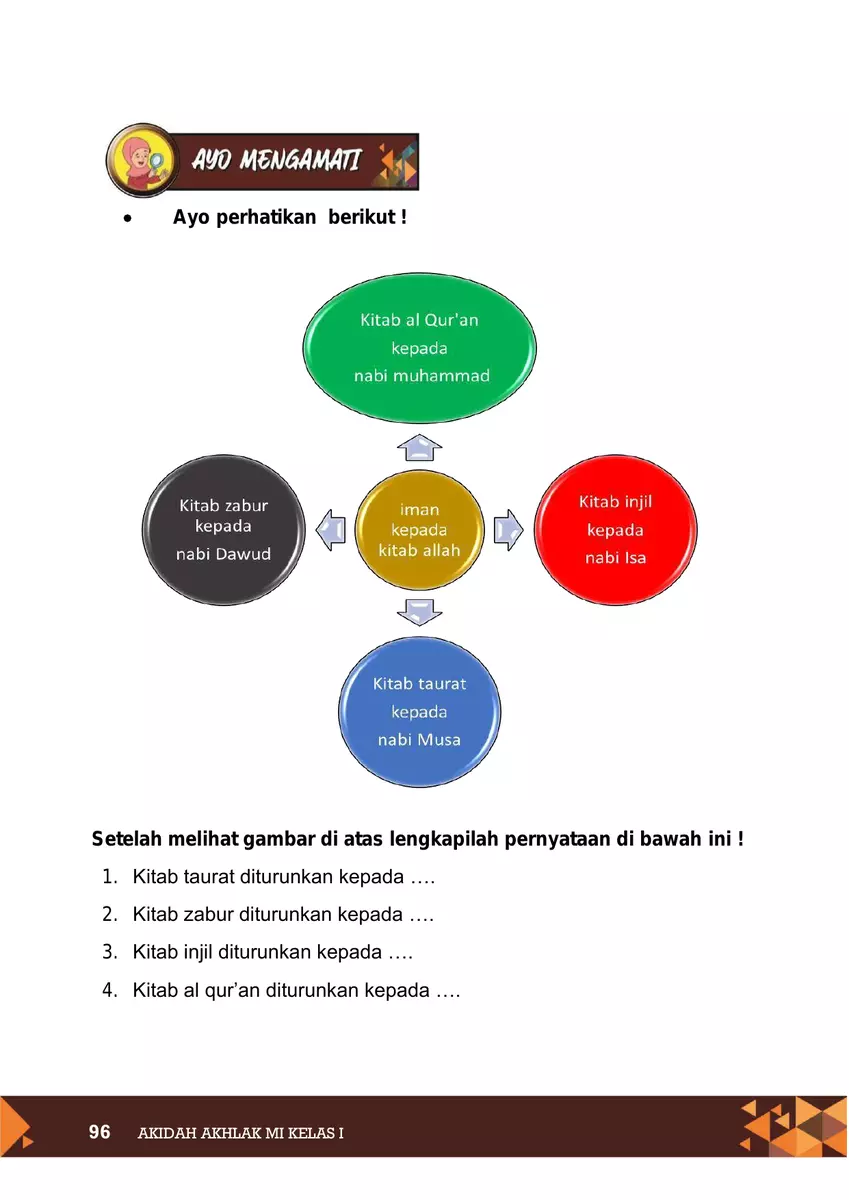 AYO MENGAMATI
• Ayo perhatikan berikut !
Kitab al Qur'an
kepada
nabi muhammad
Kitab zabur
kepada
nabi Dawud
iman
kepada
kitab allah
Kitab injil
kepada
nabi Isa
Kitab taurat
kepada
nabi Musa
Setelah melihat gambar di atas lengkapilah pernyataan di bawah ini !
1. Kitab taurat diturunkan kepada ….
2. Kitab zabur diturunkan kepada ….
3. Kitab injil diturunkan kepada ….
4. Kitab al qur’an diturunkan kepada ….
96 AKIDAH AKHLAK MI KELAS I